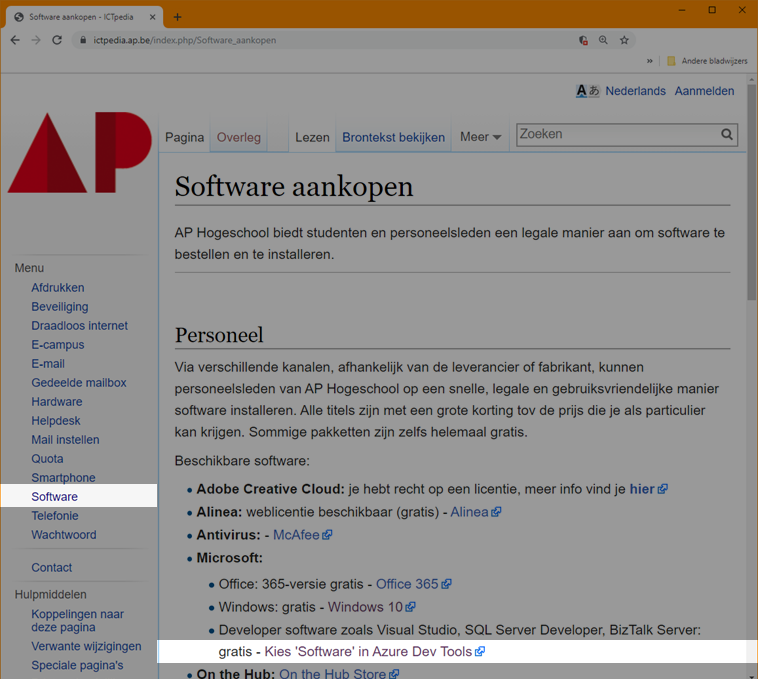 Software aankopen - ICTpedia
ictpedia.ap.be/index.php/Software_aankopen
» Andere bladwijzers
Nederlands Aanmelden
AP
Pagina Overleg Lezen Brontekst bekijken Meer Zoeken
Software aankopen
AP Hogeschool biedt studenten en personeelsleden een legale manier aan om software te
bestellen en te installeren.
Menu
Afdrukken
Beveiliging
Draadloos internet
E-campus
E-mail
Gedeelde mailbox
Hardware
Helpdesk
Mail instellen
Quota
Smartphone
Software
Telefonie
Wachtwoord
Contact
Hulpmiddelen
Koppelingen naar
deze pagina
Verwante wijzigingen
Speciale pagina's
Personeel
Via verschillende kanalen, afhankelijk van de leverancier of fabrikant, kunnen
personeelsleden van AP Hogeschool op een snelle, legale en gebruiksvriendelijke manier
software installeren. Alle titels zijn met een grote korting tov de prijs die je als particulier
kan krijgen. Sommige pakketten zijn zelfs helemaal gratis.
Beschikbare software:
• Adobe Creative Cloud: je hebt recht op een licentie, meer info vind je hier
• Alinea: weblicentie beschikbaar (gratis) - Alinea
• Antivirus: - McAfee
• Microsoft:
• Office: 365-versie gratis - Office 365
• Windows: gratis - Windows 10
• Developer software zoals Visual Studio, SQL Server Developer, BizTalk Server:
gratis - Kies 'Software' in Azure Dev Tools
• On the Hub: On the Hub Store